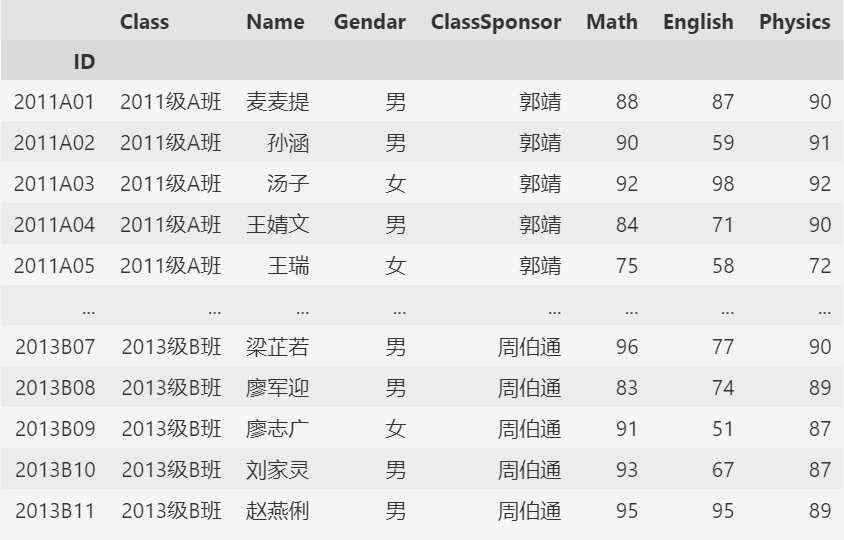 Class Name Gendar ClassSponsor Math English Physics
ID
2011A01 2011级A班 麦麦提 男 郭靖 88 87 90
2011A02 2011级A班 孙涵 男 郭靖 90 59 91
2011A03 2011级A班 汤子 女 郭靖 92 98 92
2011A04 2011级A班 王婧文 男 郭靖 84 71 90
2011A05 2011级A班 王瑞 女 郭靖 75 58 72
... ... ... ... ... ... ... ...
2013B07 2013级B班 梁芷若 男 周伯通 96 77 90
2013B08 2013级B班 廖军迎 男 周伯通 83 74 89
2013B09 2013级B班 廖志广 女 周伯通 91 51 87
2013B10 2013级B班 刘家灵 男 周伯通 93 67 87
2013B11 2013级B班 赵燕俐 男 周伯通 95 95 89